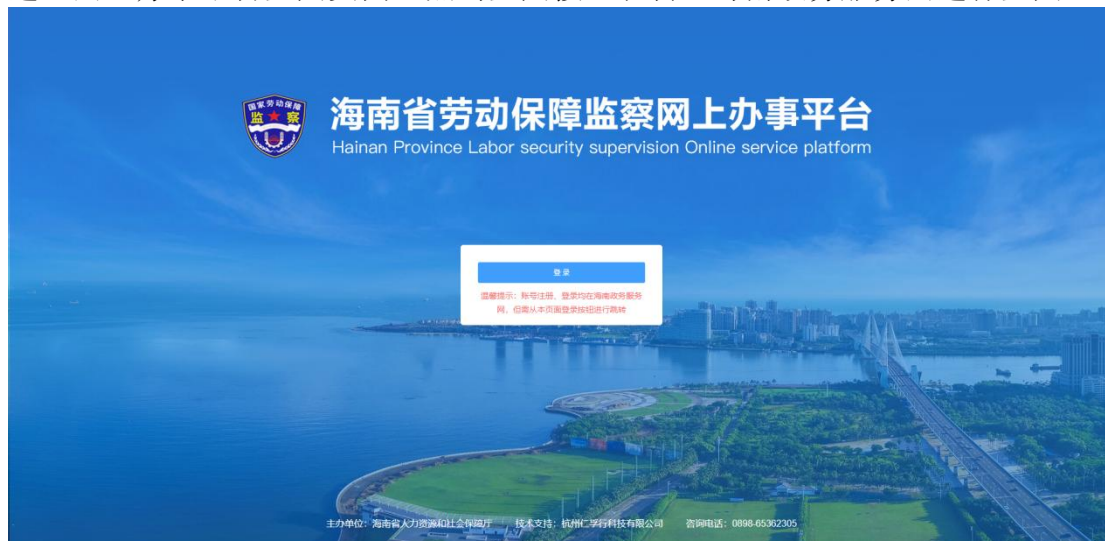 国家劳动保障
监 察
海南省劳动保障监察网上办事平台
Hainan Province Labor security supervision Online service platform
登 录
温馨提示：账号注册、登录均在海南政务服务
网，但需从本页面登录按钮进行跳转
主办单位：海南省人力资源和社会保障厅 技术支持：杭州仁孚行科技有限公司 咨询电话：0898-65362305